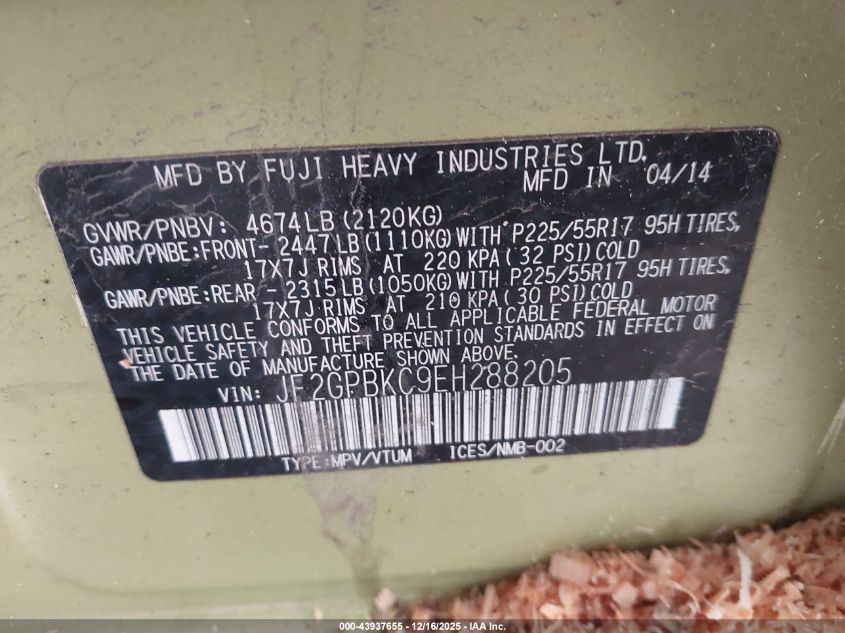 MFD BY FUJI HEAVY INDUSTRIES LTD.
MFD IN 04/14
GVWR/PNBV: 4674LB(2120KG)
GAWR/PNBE:FRONT- 2447LB(1110KG)WITH P225/55R17 95H TIRES,
17X7J RIMS AT 220 KPA( 32 PSI)COLD
GAWR/PNBE:REAR - 2315LB(1050KG)WITH P225/55R17 95H TIRES,
17X7J RIMS AT 210 KPA( 30 PSI)COLD
THIS VEHICLE CONFORMS TO ALL APPLICABLE FEDERAL MOTOR
VEHICLE SAFETY AND THEFT PREVENTION STANDARDS IN EFFECT ON
THE DATE OF MANUFACTURE SHOWN ABOVE.
VIN: JF2GPBKC9EH288205
TYPE:MPV/VTUM ICES/NMB-002
000-43937655 - 12/16/2025 - IAA Inc.